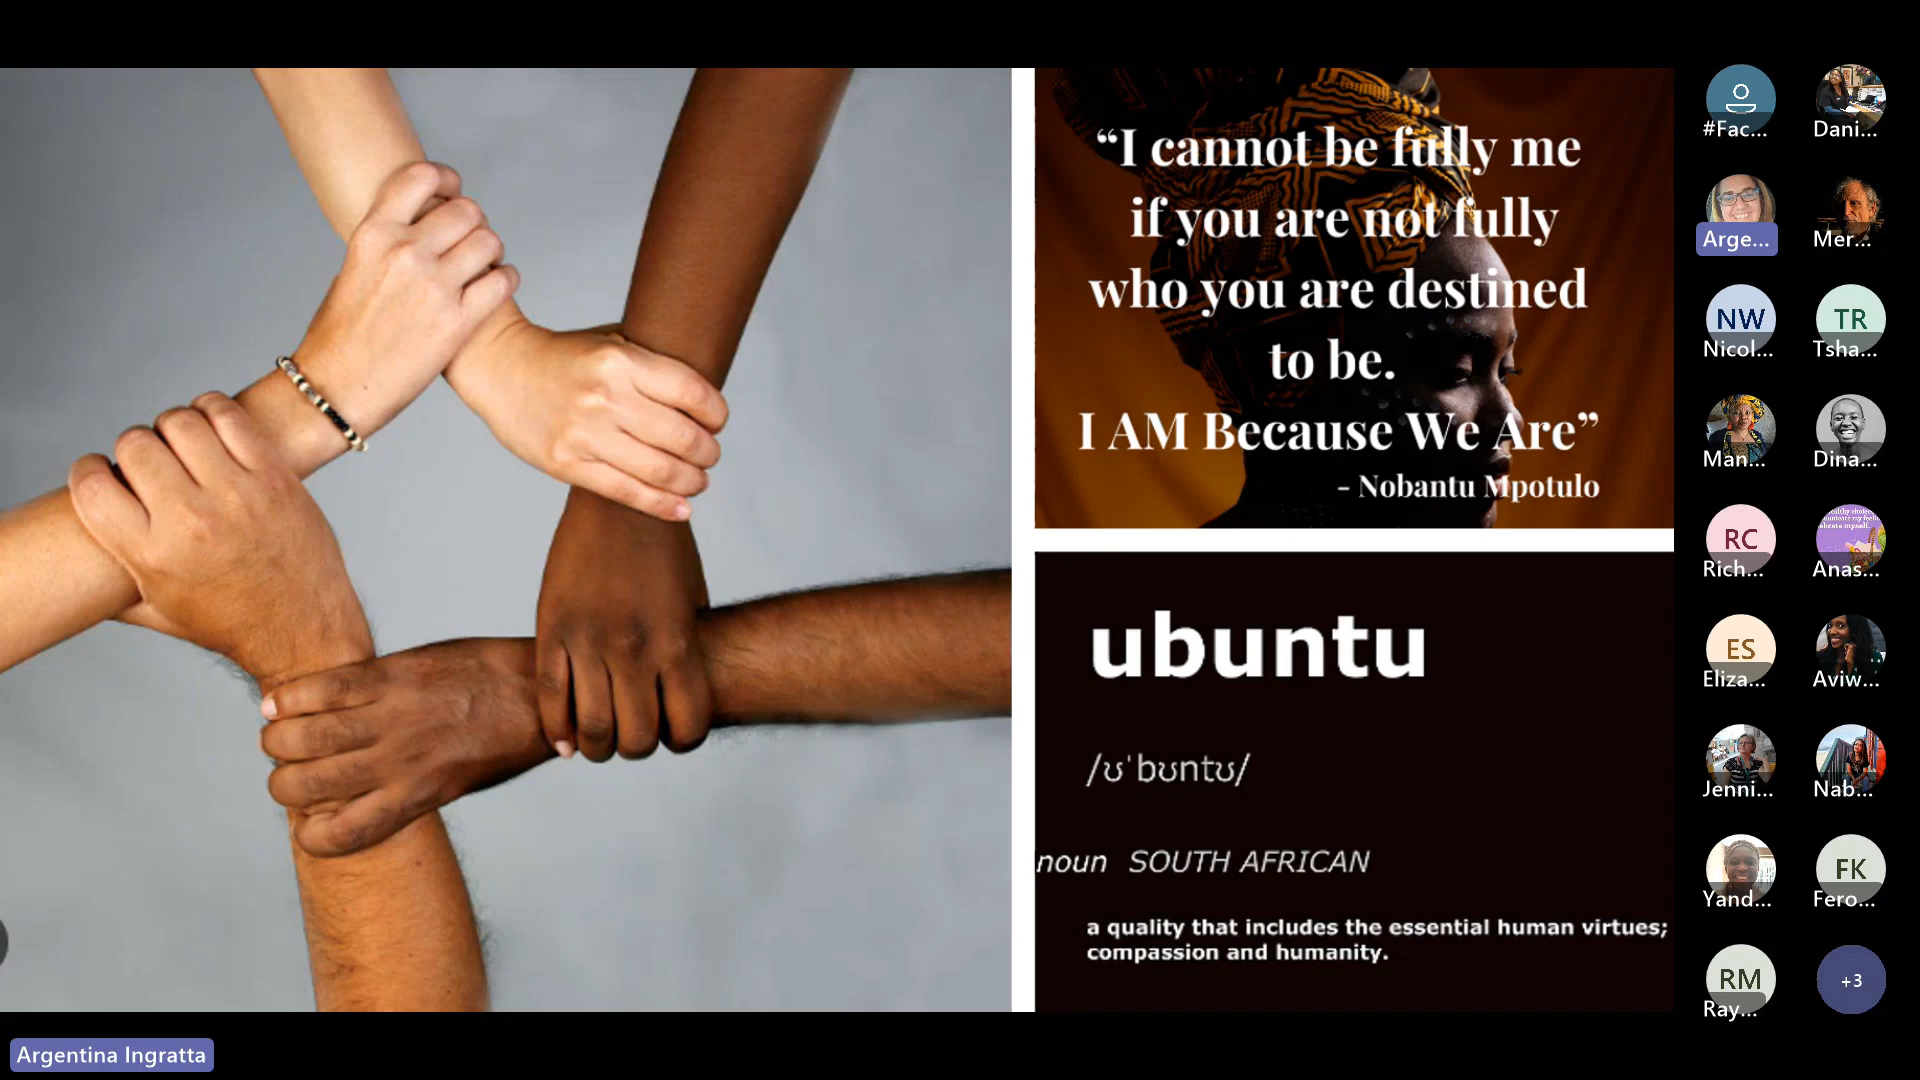 “I cannot be fully me
if you are not fully
who you are destined
to be.
I AM Because We Are”
- Nobantu Mpotulo
ubuntu
/ʊˈbʊntʊ/
noun SOUTH AFRICAN
a quality that includes the essential human virtues;
compassion and humanity.
#Fac...
Dani...
Arge...
Mer...
NW
Nicol...
TR
Tsha...
Man...
Dina...
RC
Rich...
Anas...
ES
Eliza...
Aviw...
Jenni...
Nab...
Yand...
FK
Fero...
RM
Ray...
+3
Argentina Ingratta